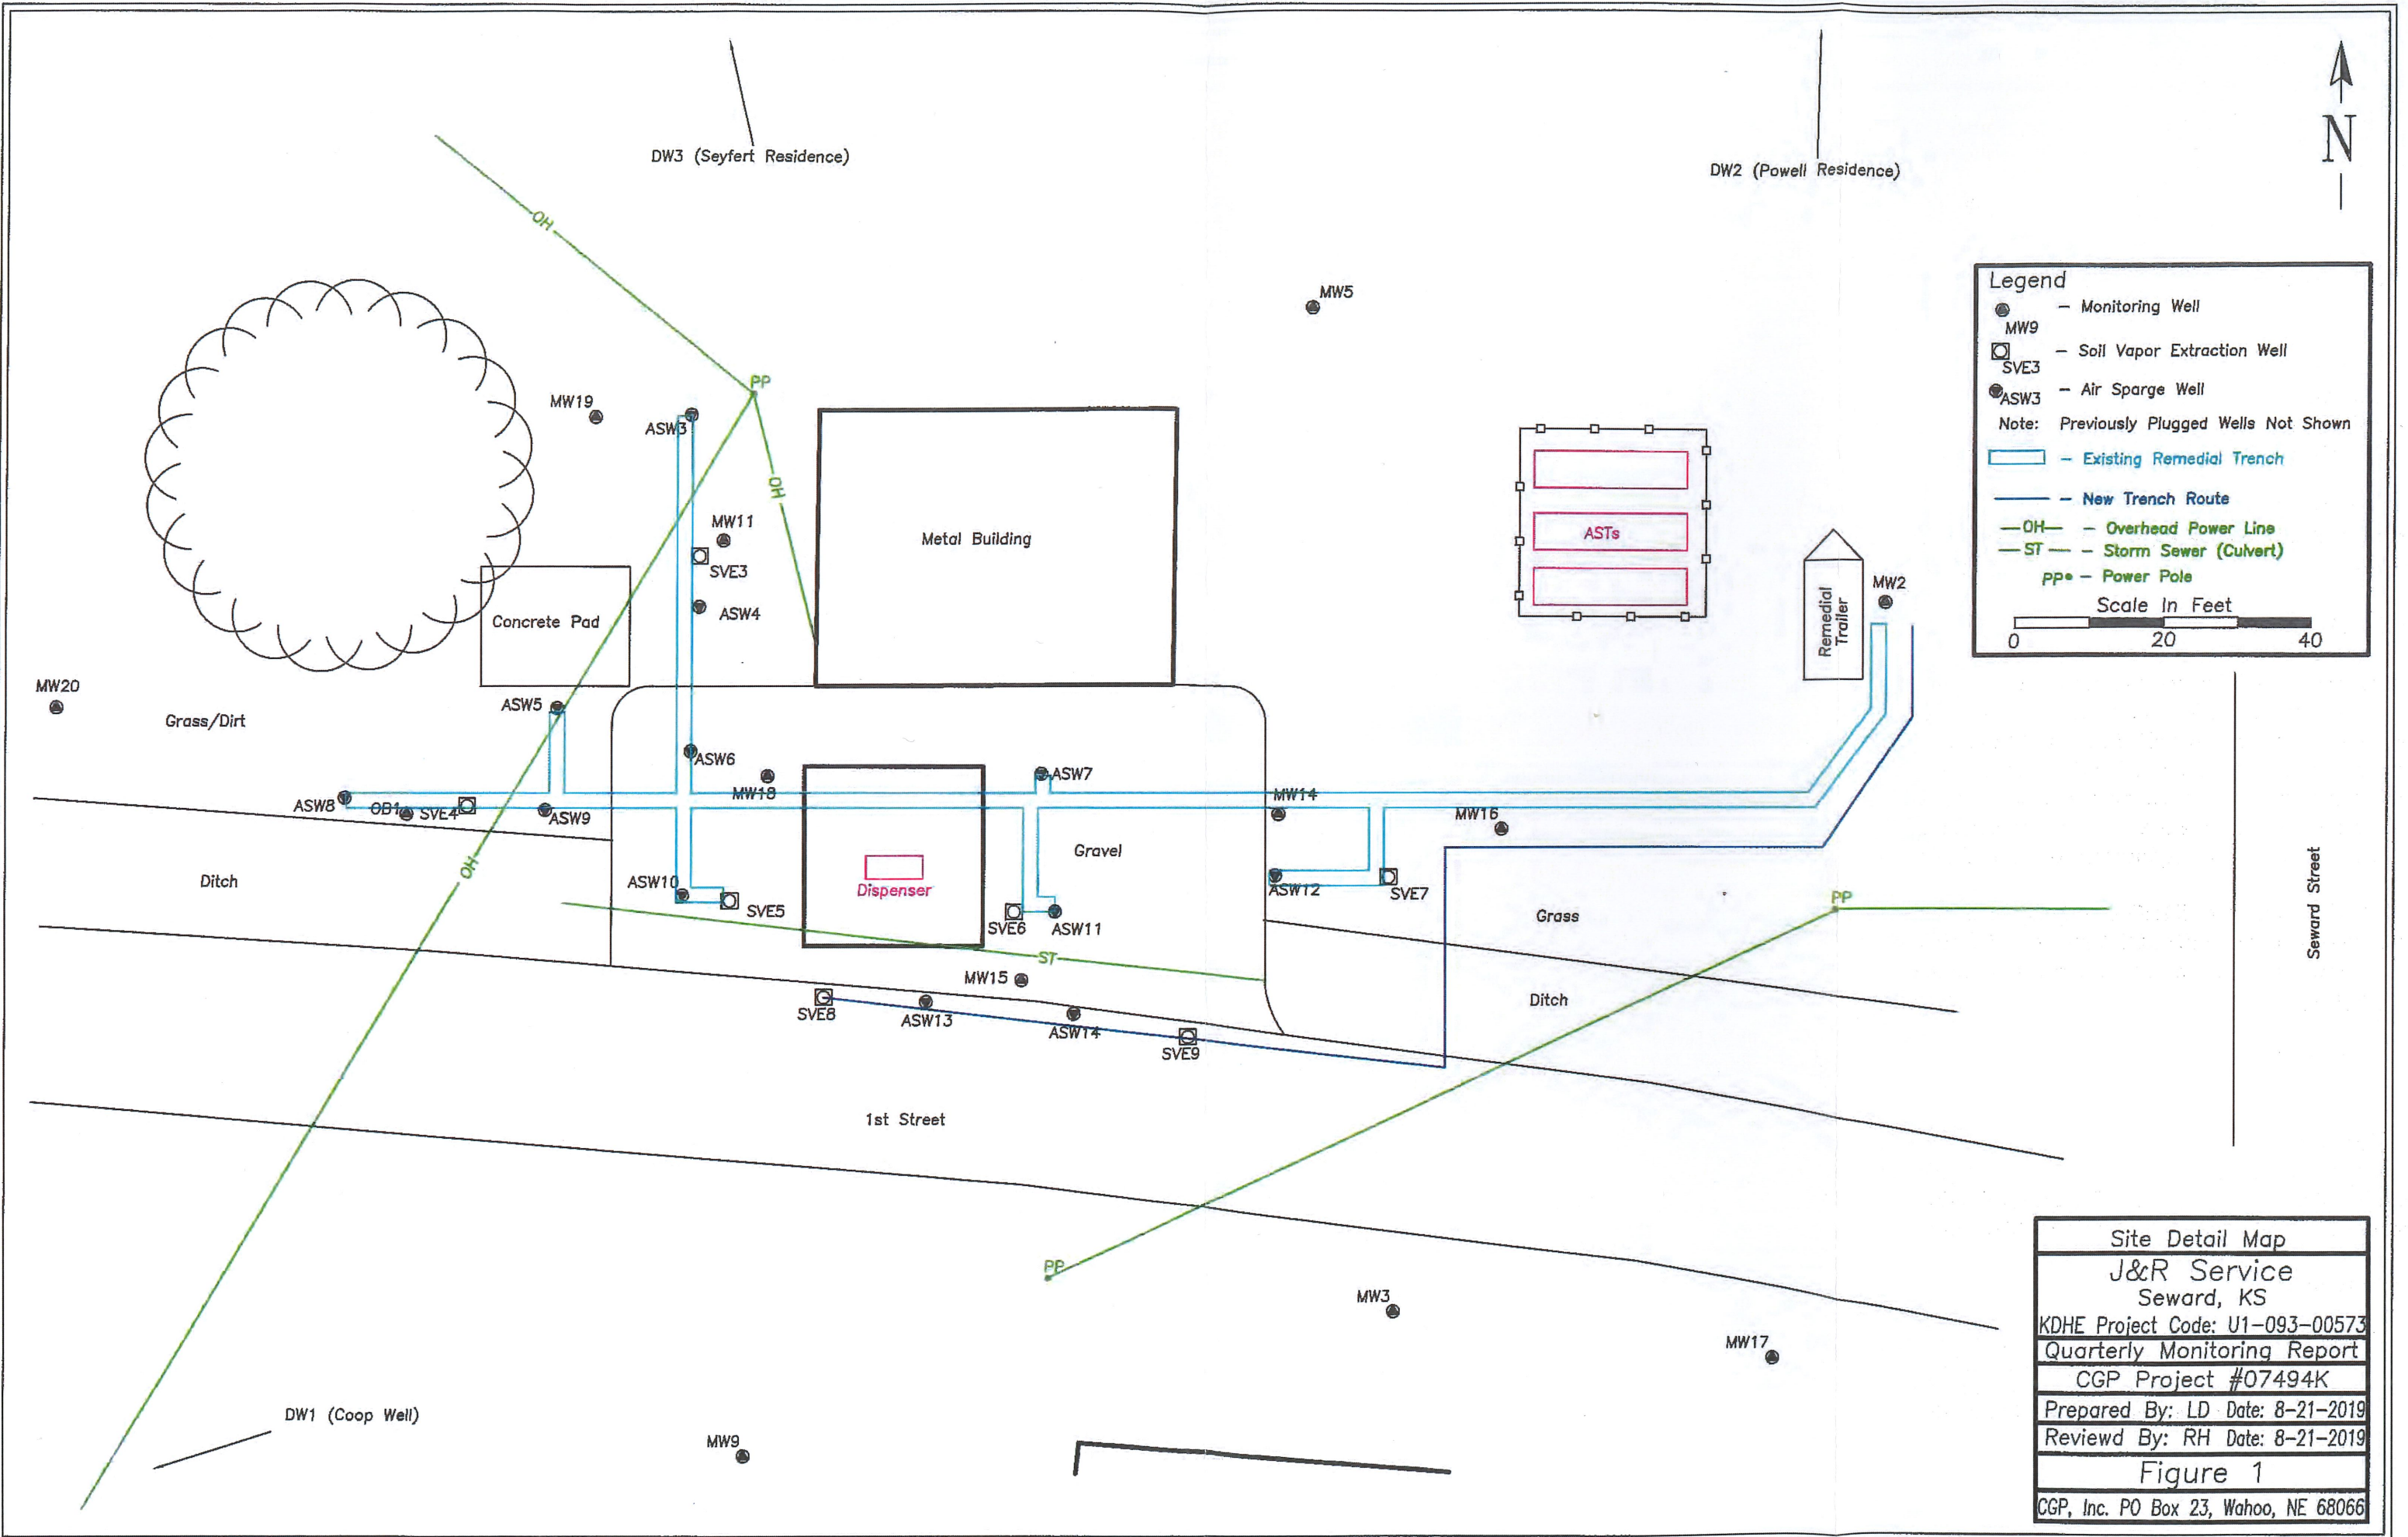 N
DW3 (Seyfert Residence)
DW2 (Powell Residence)
OH
MW5
Legend
- Monitoring Well
MW9
- Soil Vapor Extraction Well
SVE3
- Air Sparge Well
ASW3
Note: Previously Plugged Wells Not Shown
- Existing Remedial Trench
- New Trench Route
OH - Overhead Power Line
ST - Storm Sewer (Culvert)
PP - Power Pole
Scale In Feet
0 20 40
PP
MW19
ASW3
OH
MW11
SVE3
ASW4
Metal Building
ASTs
Remedial
Trailer
MW2
Concrete Pad
MW20
Grass/Dirt
ASW5
ASW6
MW18
ASW7
ASW8
OB1
SVE4
ASW9
MW14
MW16
Gravel
Ditch
OH
ASW10
SVE5
Dispenser
SVE6
ASW11
ASW12
SVE7
Grass
PP
Seward Street
ST
MW15
SVE8
ASW13
ASW14
SVE9
Ditch
1st Street
PP
MW3
MW17
DW1 (Coop Well)
MW9
Site Detail Map
J&R Service
Seward, KS
KDHE Project Code: U1-093-00573
Quarterly Monitoring Report
CGP Project #07494K
Prepared By: LD Date: 8-21-2019
Reviewd By: RH Date: 8-21-2019
Figure 1
CGP, Inc. PO Box 23, Wahoo, NE 68066